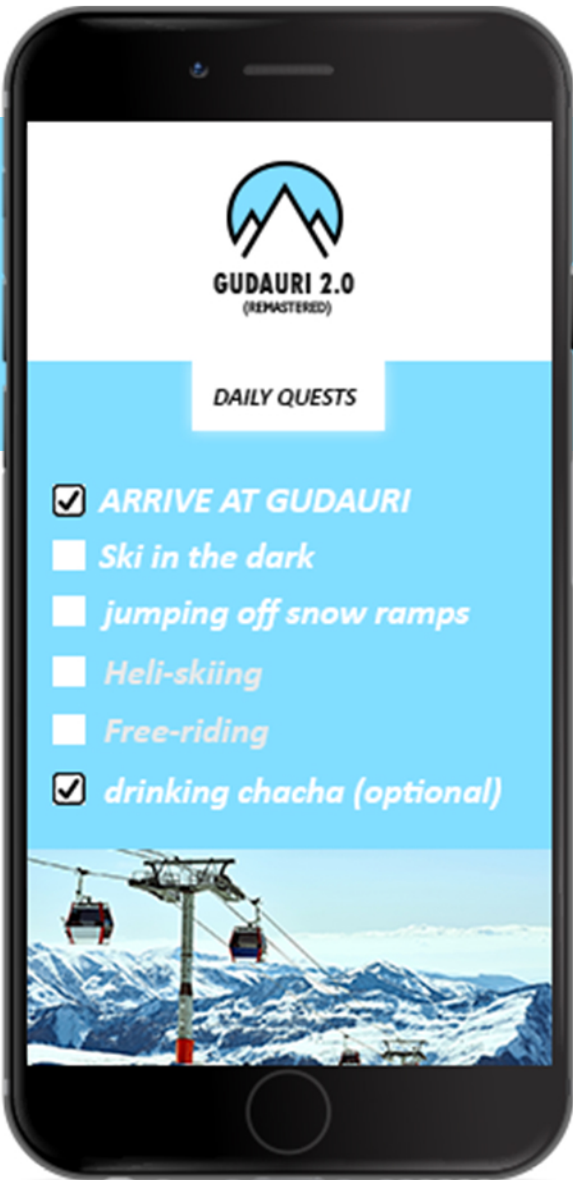 GUDAURI 2.0
(REMASTERED)
DAILY QUESTS
ARRIVE AT GUDAURI
Ski in the dark
jumping off snow ramps
Heli-skiing
Free-riding
drinking chacha (optional)